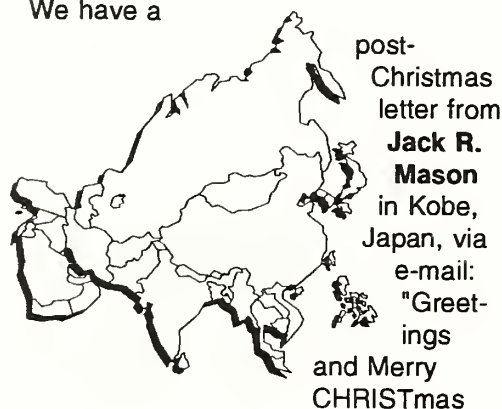 We have a
post-
Christmas
letter from
Jack R.
Mason
in Kobe,
Japan, via
e-mail:
"Greet-
ings
and Merry
CHRISTmas